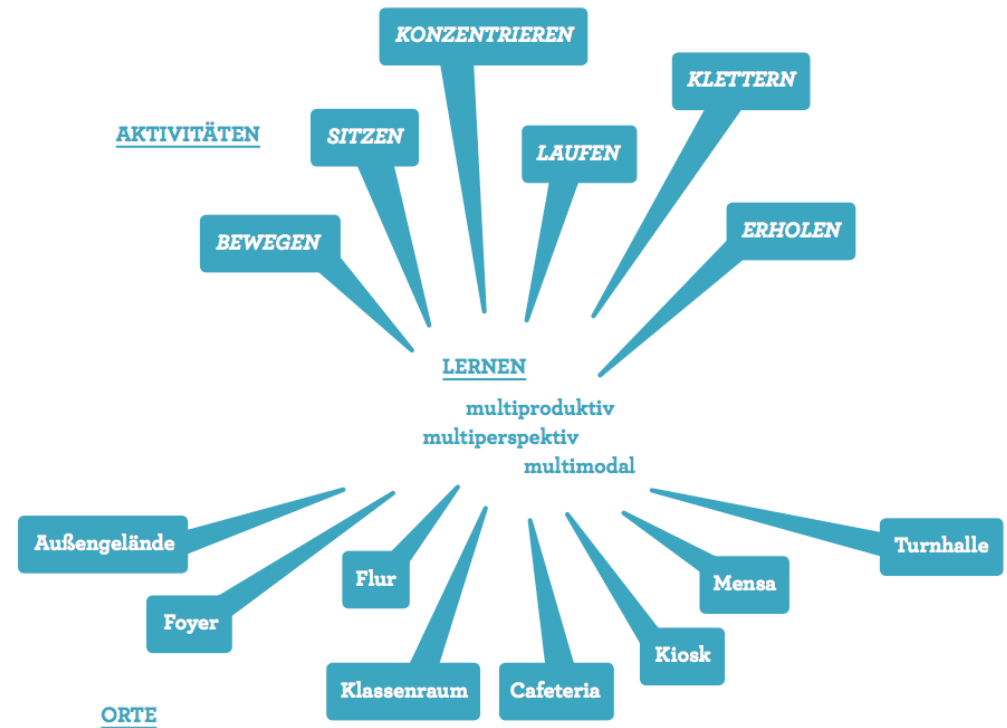 KONZENTRIEREN
KLETTERN
AKTIVITÄTEN
SITZEN
LAUFEN
BEWEGEN
ERHOLEN
LERNEN
multiproduktiv
multiperspektiv
multimodal
Außengelände
Turnhalle
Flur
Mensa
Foyer
Kiosk
Klassenraum
Cafeteria
ORTE